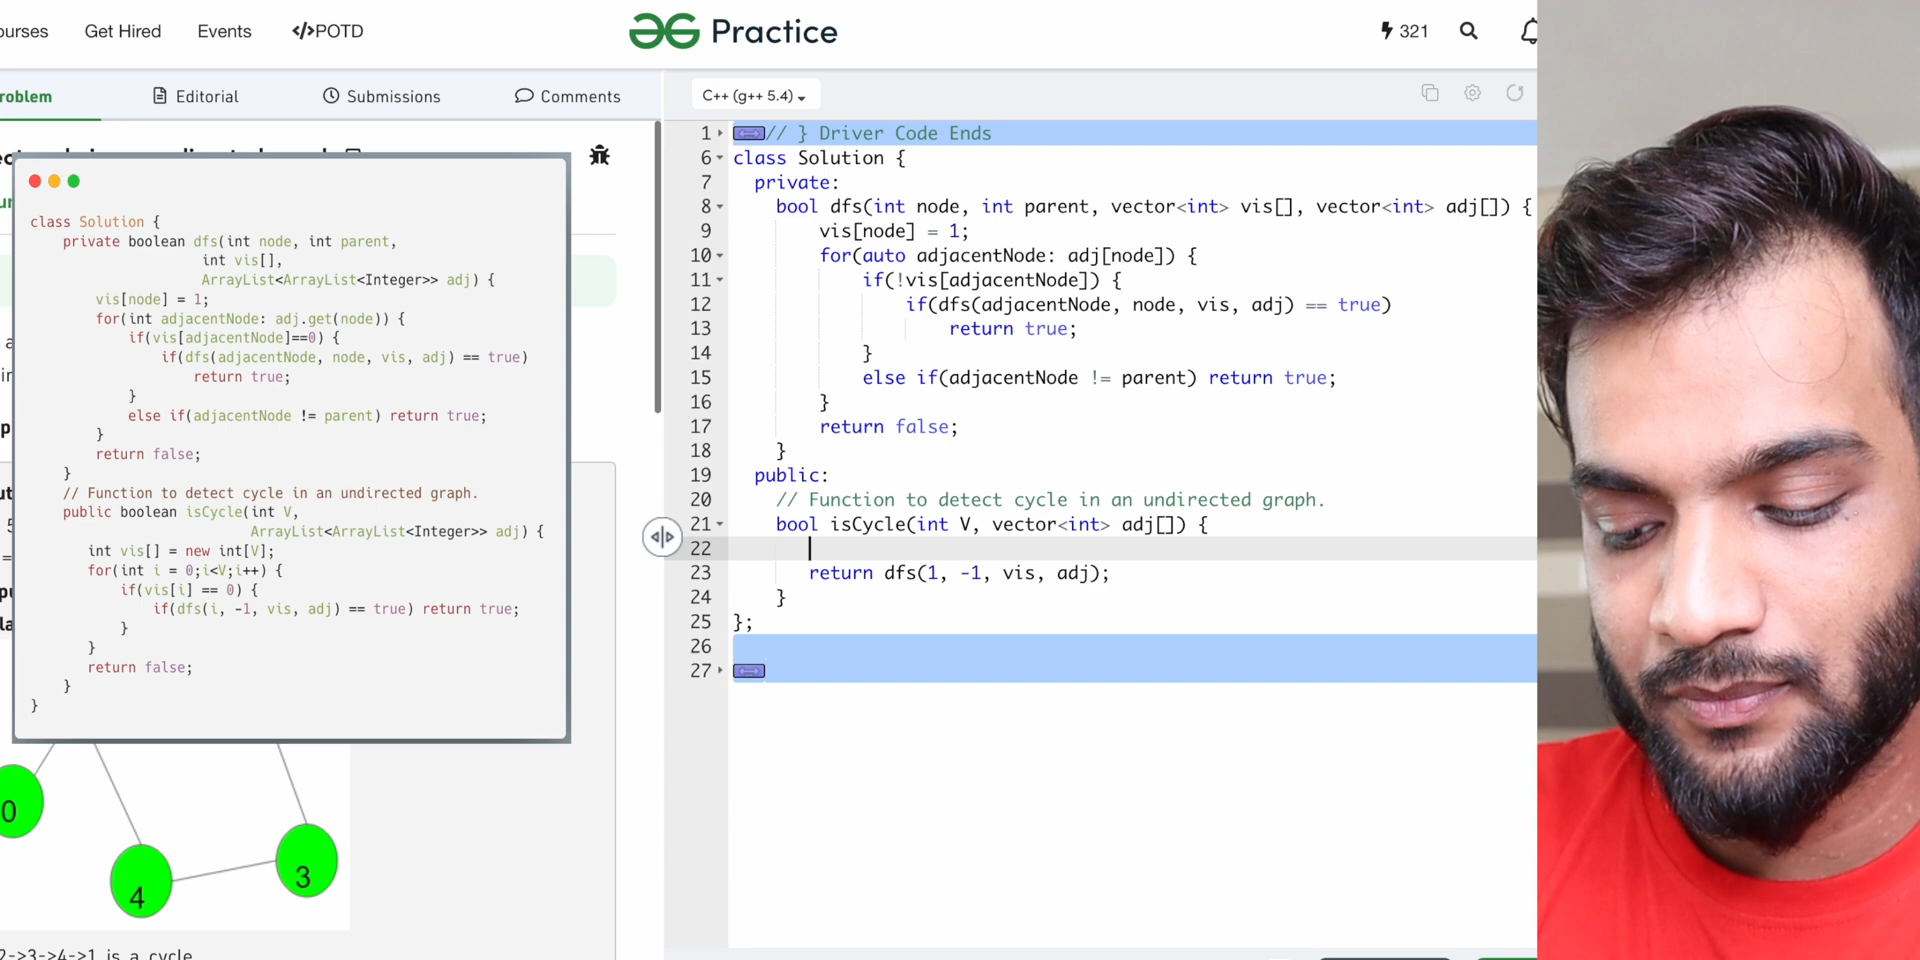 Get Hired
Events
</>POTD
Practice
321
Editorial
Submissions
Comments
C++ (g++ 5.4)
class Solution {
private boolean dfs(int node, int parent,
int vis[],
ArrayList<ArrayList<Integer>> adj) {
vis[node] = 1;
for(int adjacentNode: adj.get(node)) {
if(vis[adjacentNode]==0) {
if(dfs(adjacentNode, node, vis, adj) == true)
return true;
}
else if(adjacentNode != parent) return true;
}
return false;
}
// Function to detect cycle in an undirected graph.
public boolean isCycle(int V,
ArrayList<ArrayList<Integer>> adj) {
int vis[] = new int[V];
for(int i = 0;i<V;i++) {
if(vis[i] == 0) {
if(dfs(i, -1, vis, adj) == true) return true;
}
}
return false;
}
}
0
4
3
2->3->4->1 is a cycle
1 // } Driver Code Ends
6 class Solution {
7 private:
8 bool dfs(int node, int parent, vector<int> vis[], vector<int> adj[]) {
9 vis[node] = 1;
10 for(auto adjacentNode: adj[node]) {
11 if(!vis[adjacentNode]) {
12 if(dfs(adjacentNode, node, vis, adj) == true)
13 return true;
14 }
15 else if(adjacentNode != parent) return true;
16 }
17 return false;
18 }
19 public:
20 // Function to detect cycle in an undirected graph.
21 bool isCycle(int V, vector<int> adj[]) {
22
23 return dfs(1, -1, vis, adj);
24 }
25 };
26
27